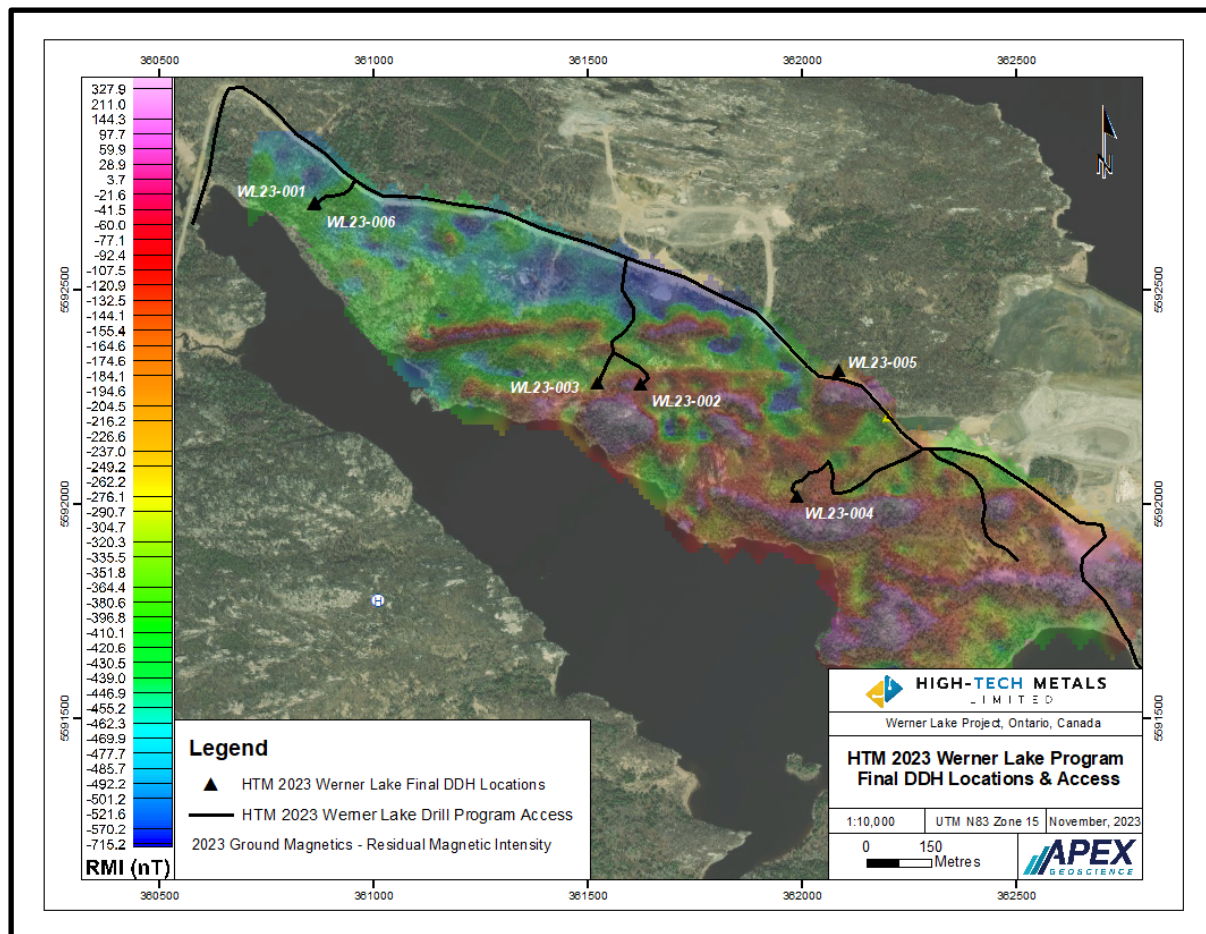 360500 361000 361500 362000 362500
327.9
211.0
144.3
97.7
59.9
28.9
3.7
-21.6
-41.5
-60.0
-77.1
-92.4
-107.5
-120.9
-132.5
-144.1
-155.4
-164.6
-174.6
-184.1
-194.6
-204.5
-216.2
-226.6
-237.0
-249.2
-262.2
-276.1
-290.7
-304.7
-320.3
-335.5
-351.8
-364.4
-380.6
-396.8
-410.1
-420.6
-430.5
-439.0
-446.9
-455.2
-462.3
-469.9
-477.7
-485.7
-492.2
-501.2
-521.6
-570.2
-715.2
RMI (nT)
N
WL23-001
WL23-006
5592500
5592500
WL23-005
WL23-003
WL23-002
5592000
5592000
WL23-004
H
5591500
5591500
Legend
HTM 2023 Werner Lake Final DDH Locations
HTM 2023 Werner Lake Drill Program Access
2023 Ground Magnetics - Residual Magnetic Intensity
HIGH-TECH METALS
LIMITED
Werner Lake Project, Ontario, Canada
HTM 2023 Werner Lake Program
Final DDH Locations & Access
1:10,000 UTM N83 Zone 15 November, 2023
0 150
Metres
APEX
GEOSCIENCE
360500 361000 361500 362000 362500